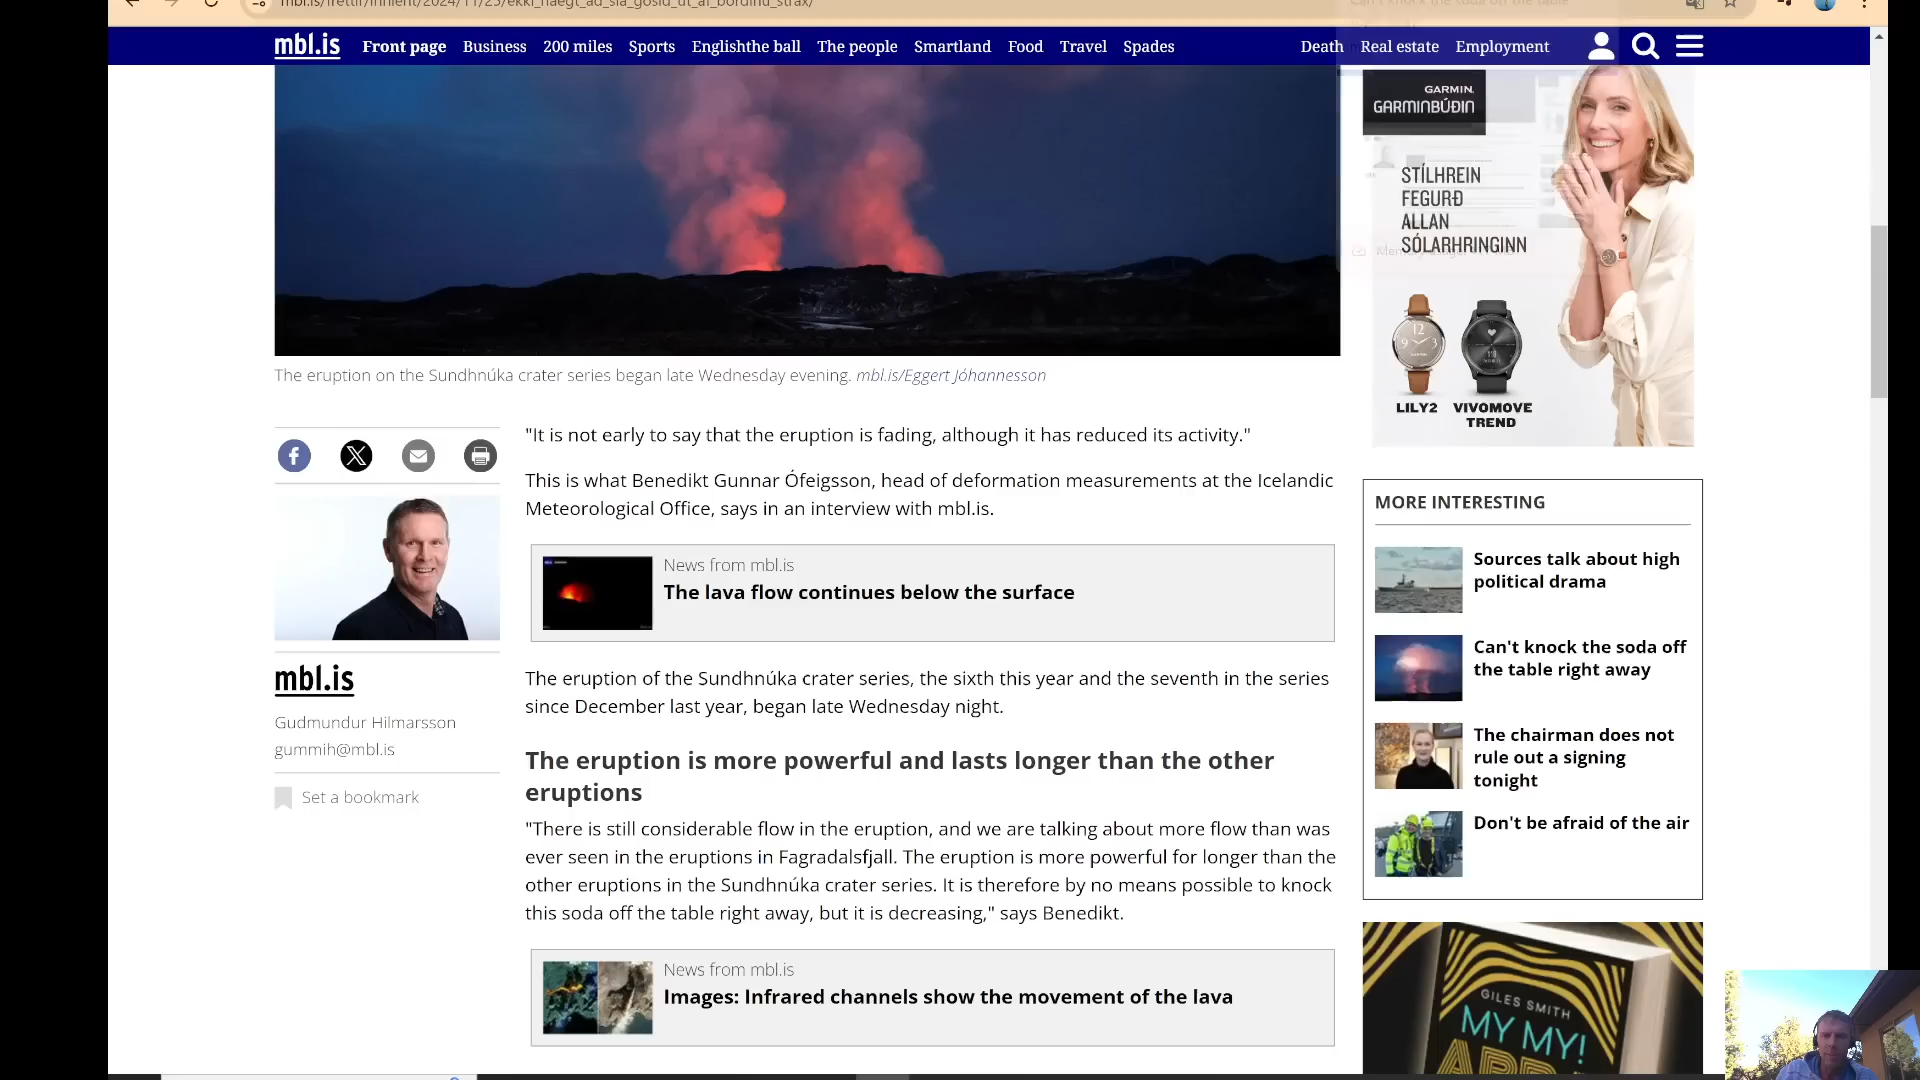 mbl.is/frettir/innlent/2024/11/25/ekki_haegt_ad_sla_gosid_ut_af_bordinu_strax/
mbl.is Front page Business 200 miles Sports Englishthe ball The people Smartland Food Travel Spades Death Real estate Employment
GARMIN
GARMINBÚÐIN
STÍLHREIN
FEGURÐ
ALLAN
SÓLARHRINGINN
LILY2 VIVOMOVE
TREND
The eruption on the Sundhnúka crater series began late Wednesday evening. mbl.is/Eggert Jóhannesson
mbl.is
Gudmundur Hilmarsson
gummih@mbl.is
Set a bookmark
"It is not early to say that the eruption is fading, although it has reduced its activity."
This is what Benedikt Gunnar Ófeigsson, head of deformation measurements at the Icelandic
Meteorological Office, says in an interview with mbl.is.
News from mbl.is
The lava flow continues below the surface
The eruption of the Sundhnúka crater series, the sixth this year and the seventh in the series
since December last year, began late Wednesday night.
The eruption is more powerful and lasts longer than the other
eruptions
"There is still considerable flow in the eruption, and we are talking about more flow than was
ever seen in the eruptions in Fagradalsfjall. The eruption is more powerful for longer than the
other eruptions in the Sundhnúka crater series. It is therefore by no means possible to knock
this soda off the table right away, but it is decreasing," says Benedikt.
News from mbl.is
Images: Infrared channels show the movement of the lava
MORE INTERESTING
Sources talk about high
political drama
Can't knock the soda off
the table right away
The chairman does not
rule out a signing
tonight
Don't be afraid of the air
GILES SMITH
MY MY!
ABBA